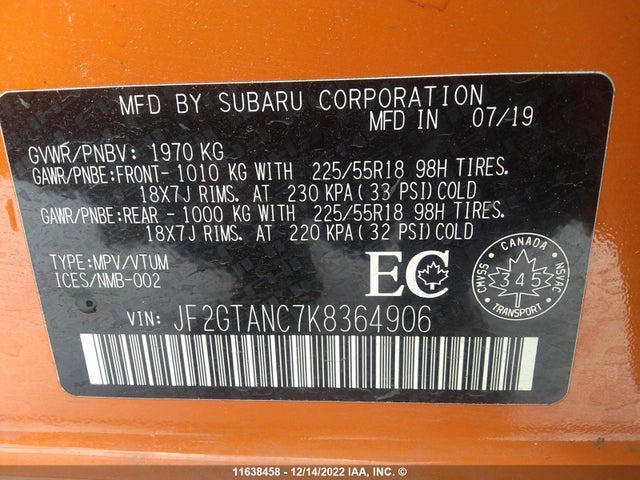 MFD BY SUBARU CORPORATION
MFD IN 07/19
GVWR/PNBV: 1970 KG
GAWR/PNBE:FRONT- 1010 KG WITH 225/55R18 98H TIRES.
18X7J RIMS. AT 230 KPA(33 PSI)COLD
GAWR/PNBE:REAR - 1000 KG WITH 225/55R18 98H TIRES.
18X7J RIMS. AT 220 KPA(32 PSI)COLD
TYPE:MPV/VTUM
ICES/NMB-002
EC
CANADA
CMVSS 345 NSVAC
TRANSPORT
VIN: JF2GTANC7K8364906
11638458 - 12/14/2022 IAA, INC. ©